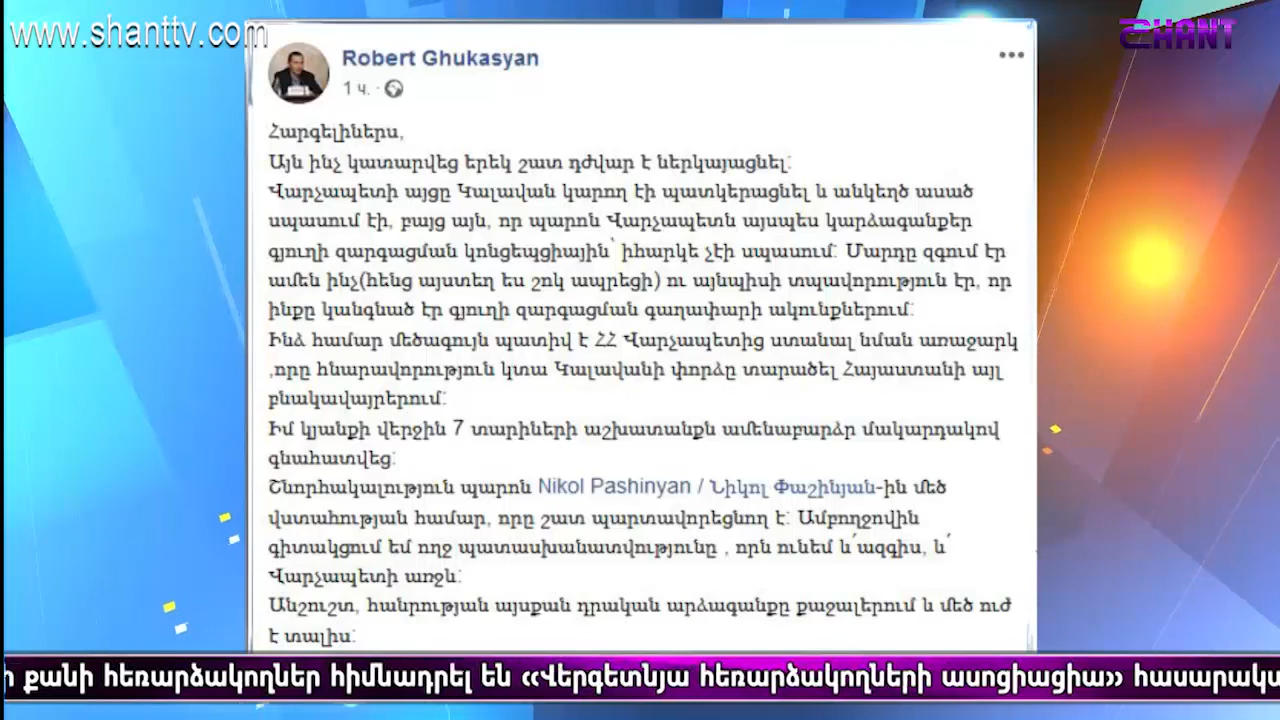 www.shanttv.com
SHANT
Robert Ghukasyan
1 ч. ·
Հարգելիներս,
Այն ինչ կատարվեց երեկ շատ դժվար է ներկայացնել:
Վարչապետի այցը Կալավան կարող էի պատկերացնել և անկեղծ ասած
սպասում էի, բայց այն, որ պարոն Վարչապետն այսպես կարձագանքեր
գյուղի զարգացման կոնցեպցիային՝ իհարկե չէի սպասում: Մարդը զգում էր
ամեն ինչ(հենց այստեղ ես շոկ ապրեցի) ու այնպիսի տպավորություն էր, որ
ինքը կանգնած էր գյուղի զարգացման գաղափարի ակունքներում:
Ինձ համար մեծագույն պատիվ է ՀՀ Վարչապետից ստանալ նման առաջարկ
,որը հնարավորություն կտա Կալավանի փորձը տարածել Հայաստանի այլ
բնակավայրերում:
Իմ կյանքի վերջին 7 տարիների աշխատանքն ամենաբարձր մակարդակով
գնահատվեց:
Շնորհակալություն պարոն Nikol Pashinyan / Նիկոլ Փաշինյան-ին մեծ
վստահության համար, որը շատ պարտավորեցնող է: Ամբողջովին
գիտակցում եմ ողջ պատասխանատվությունը , որն ունեմ և՛ազգիս, և՛
Վարչապետի առջև:
Անշուշտ, հանրության այսքան դրական արձագանքը քաջալերում և մեծ ուժ
է տալիս:
ի քանի հեռարձակողներ հիմնադրել են «Վերգետնյա հեռարձակողների ասոցիացիա» հասարակա